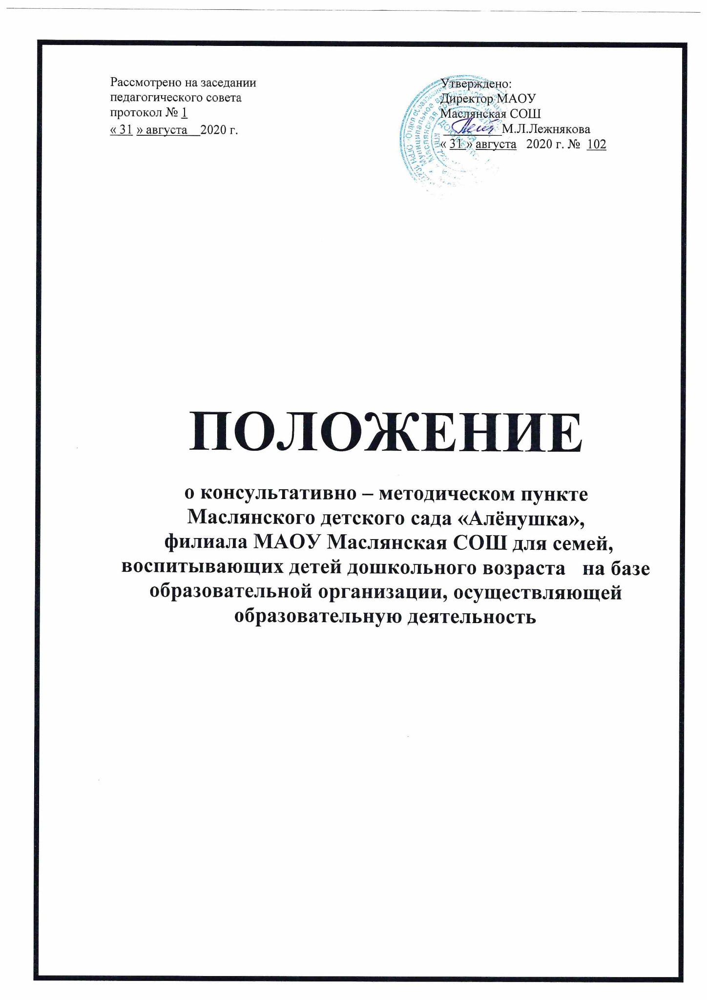 Рассмотрено на заседании
педагогического совета
протокол № 1
« 31 » августа 2020 г.
Утверждено:
Директор МАОУ
Маслянская СОШ
М.Л.Лежнякова
« 31 » августа 2020 г. № 102
ПОЛОЖЕНИЕ
о консультативно – методическом пункте
Маслянского детского сада «Алёнушка»,
филиала МАОУ Маслянская СОШ для семей,
воспитывающих детей дошкольного возраста на базе
образовательной организации, осуществляющей
образовательную деятельность